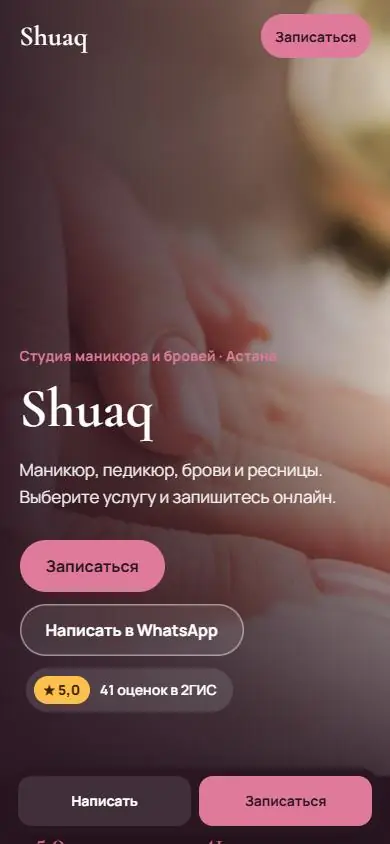 Shuaq
Записаться
Студия маникюра и бровей · Астана
Shuaq
Маникюр, педикюр, брови и ресницы.
Выберите услугу и запишитесь онлайн.
Записаться
Написать в WhatsApp
★ 5,0 41 оценок в 2ГИС
Написать
Записаться